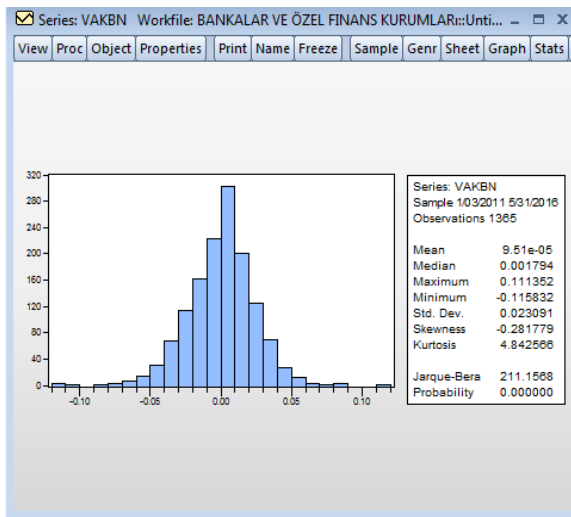 Series: VAKBN Workfile: BANKALAR VE ÖZEL FINANS KURUMLARI::Unti...
View Proc Object Properties Print Name Freeze Sample Genr Sheet Graph Stats
320
280
240
200
160
120
80
40
0
-0.10 -0.05 0.00 0.05 0.10
Series: VAKBN
Sample 1/03/2011 5/31/2016
Observations 1365
Mean 9.51e-05
Median 0.001794
Maximum 0.111352
Minimum -0.115832
Std. Dev. 0.023091
Skewness -0.281779
Kurtosis 4.842566
Jarque-Bera 211.1568
Probability 0.000000